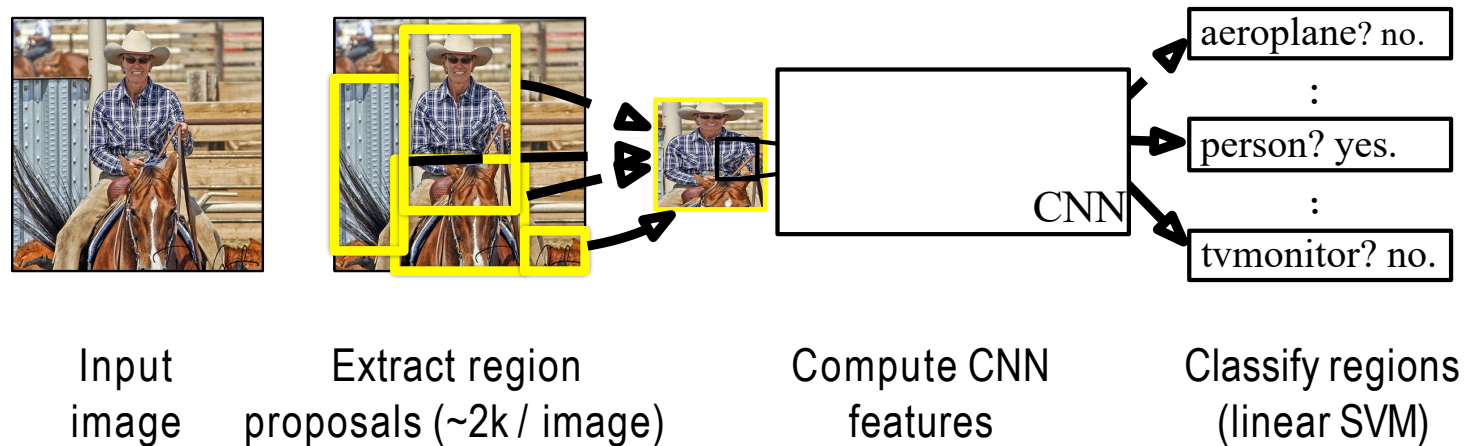 aeroplane? no.
:
person? yes.
CNN
:
tvmonitor? no.
Input
image
Extract region
proposals (~2k / image)
Compute CNN
features
Classify regions
(linear SVM)